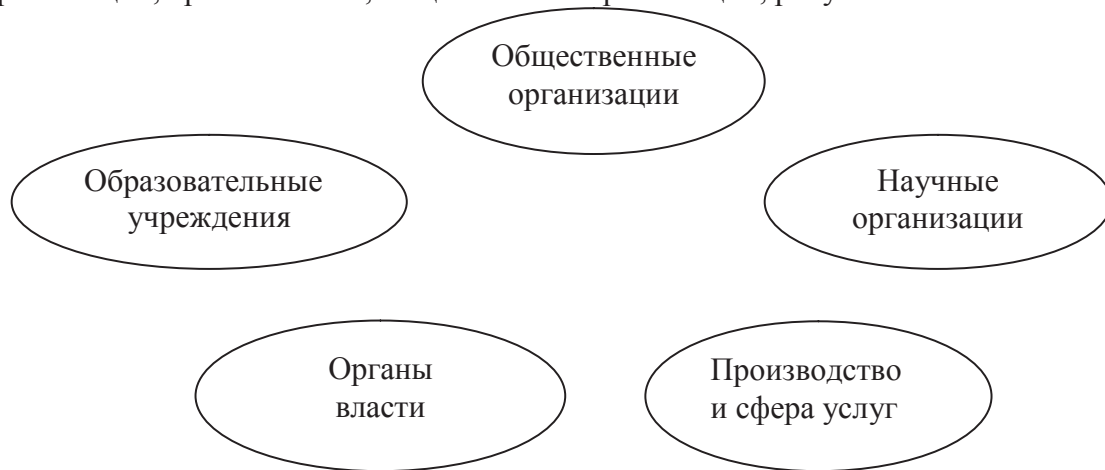 Общественные
организации
Образовательные
учреждения
Научные
организации
Органы
власти
Производство
и сфера услуг